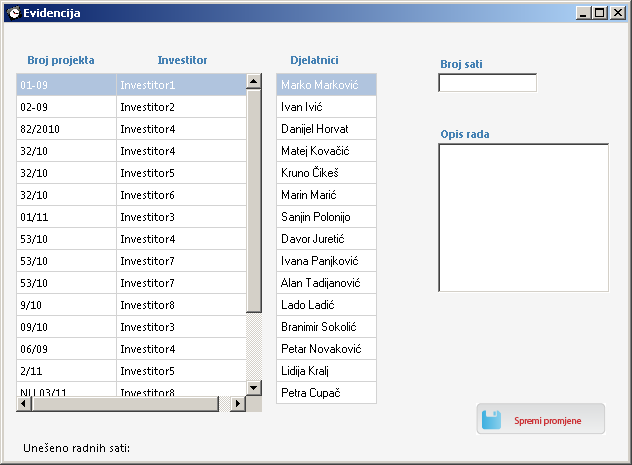 Evidencija
Broj projekta Investitor Djelatnici Broj sati
01-09 Investitor1 Marko Marković
02-09 Investitor2 Ivan Ivić
82/2010 Investitor4 Danijel Horvat Opis rada
32/10 Investitor4 Matej Kovačić
32/10 Investitor5 Kruno Čikeš
32/10 Investitor6 Marin Marić
01/11 Investitor3 Sanjin Polonijo
53/10 Investitor4 Davor Juretić
53/10 Investitor7 Ivana Panjković
53/10 Investitor7 Alan Tadijanović
9/10 Investitor8 Lado Ladić
09/10 Investitor3 Branimir Sokolić
06/09 Investitor4 Petar Novaković
2/11 Investitor5 Lidija Kralj
NU 03/11 Investitor8 Petra Cupač
Spremi promjene
Unešeno radnih sati: